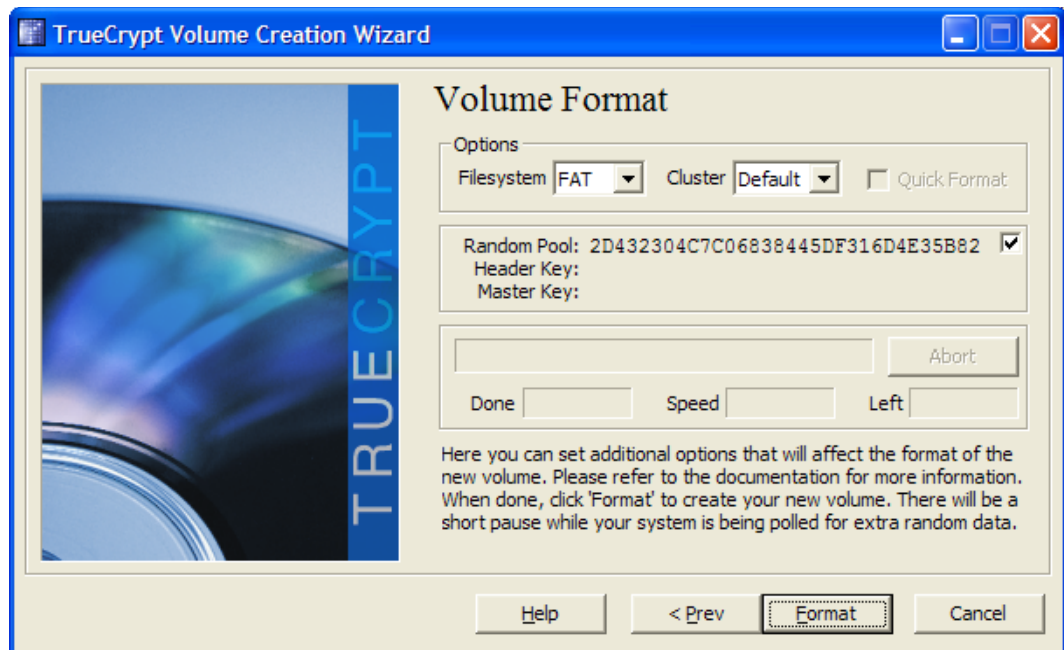 TrueCrypt Volume Creation Wizard
TRUECRYPT
Volume Format
Options
Filesystem FAT Cluster Default Quick Format
Random Pool: 2D432304C7C06838445DF316D4E35B82
Header Key:
Master Key:
Abort
Done Speed Left
Here you can set additional options that will affect the format of the
new volume. Please refer to the documentation for more information.
When done, click 'Format' to create your new volume. There will be a
short pause while your system is being polled for extra random data.
Help < Prev Format Cancel